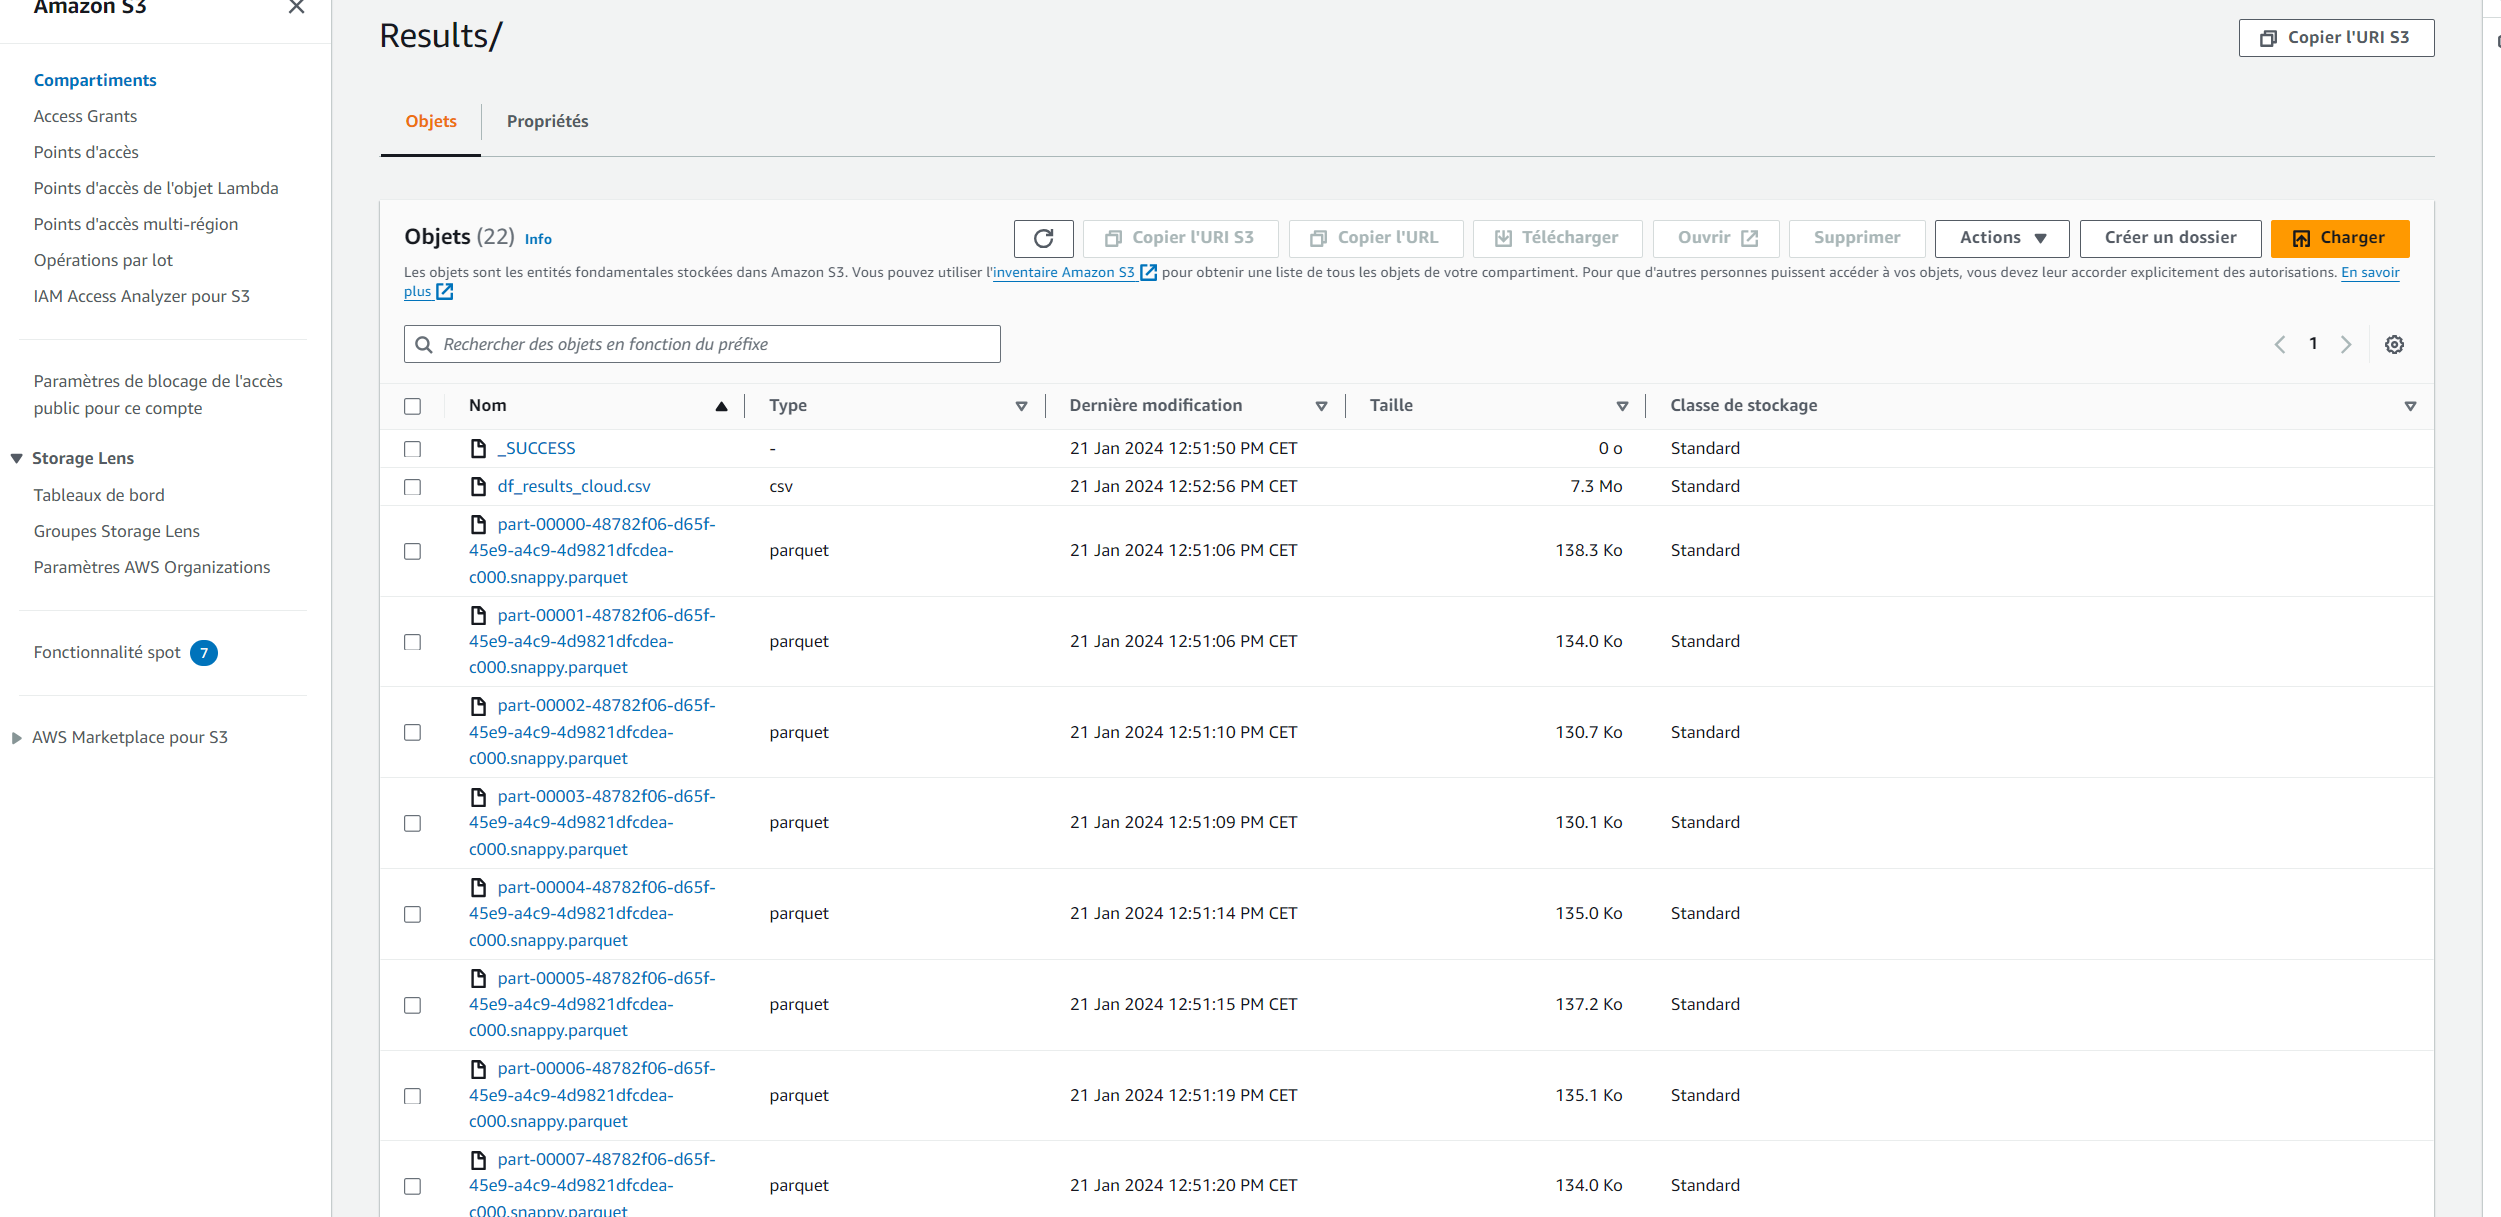 Amazon S3
Compartiments
Access Grants
Points d'accès
Points d'accès de l'objet Lambda
Points d'accès multi-région
Opérations par lot
IAM Access Analyzer pour S3
Paramètres de blocage de l'accès
public pour ce compte
Storage Lens
Tableaux de bord
Groupes Storage Lens
Paramètres AWS Organizations
Fonctionnalité spot 7
AWS Marketplace pour S3
Results/
Copier l'URI S3
Objets Propriétés
Objets (22) Info
Copier l'URI S3 Copier l'URL Télécharger Ouvrir Supprimer Actions Créer un dossier Charger
Les objets sont les entités fondamentales stockées dans Amazon S3. Vous pouvez utiliser l'inventaire Amazon S3 pour obtenir une liste de tous les objets de votre compartiment. Pour que d'autres personnes puissent accéder à vos objets, vous devez leur accorder explicitement des autorisations. En savoir
plus
Rechercher des objets en fonction du préfixe
1
Nom Type Dernière modification Taille Classe de stockage
_SUCCESS - 21 Jan 2024 12:51:50 PM CET 0 o Standard
df_results_cloud.csv csv 21 Jan 2024 12:52:56 PM CET 7.3 Mo Standard
part-00000-48782f06-d65f-
45e9-a4c9-4d9821dfcdea- parquet 21 Jan 2024 12:51:06 PM CET 138.3 Ko Standard
c000.snappy.parquet
part-00001-48782f06-d65f-
45e9-a4c9-4d9821dfcdea- parquet 21 Jan 2024 12:51:06 PM CET 134.0 Ko Standard
c000.snappy.parquet
part-00002-48782f06-d65f-
45e9-a4c9-4d9821dfcdea- parquet 21 Jan 2024 12:51:10 PM CET 130.7 Ko Standard
c000.snappy.parquet
part-00003-48782f06-d65f-
45e9-a4c9-4d9821dfcdea- parquet 21 Jan 2024 12:51:09 PM CET 130.1 Ko Standard
c000.snappy.parquet
part-00004-48782f06-d65f-
45e9-a4c9-4d9821dfcdea- parquet 21 Jan 2024 12:51:14 PM CET 135.0 Ko Standard
c000.snappy.parquet
part-00005-48782f06-d65f-
45e9-a4c9-4d9821dfcdea- parquet 21 Jan 2024 12:51:15 PM CET 137.2 Ko Standard
c000.snappy.parquet
part-00006-48782f06-d65f-
45e9-a4c9-4d9821dfcdea- parquet 21 Jan 2024 12:51:19 PM CET 135.1 Ko Standard
c000.snappy.parquet
part-00007-48782f06-d65f-
45e9-a4c9-4d9821dfcdea- parquet 21 Jan 2024 12:51:20 PM CET 134.0 Ko Standard
c000.snappy.parquet